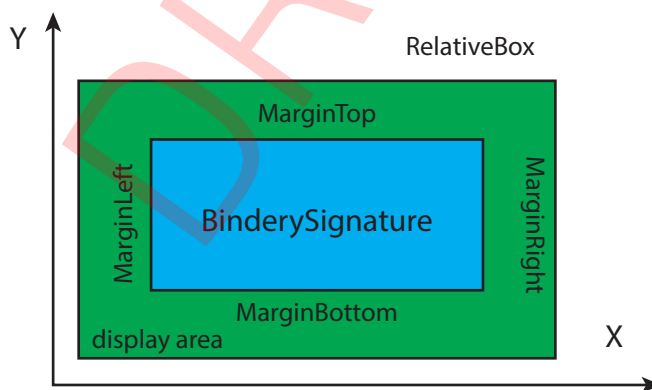 Y
RelativeBox
MarginTop
MarginLeft
BinderySignature
MarginRight
MarginBottom
display area
X